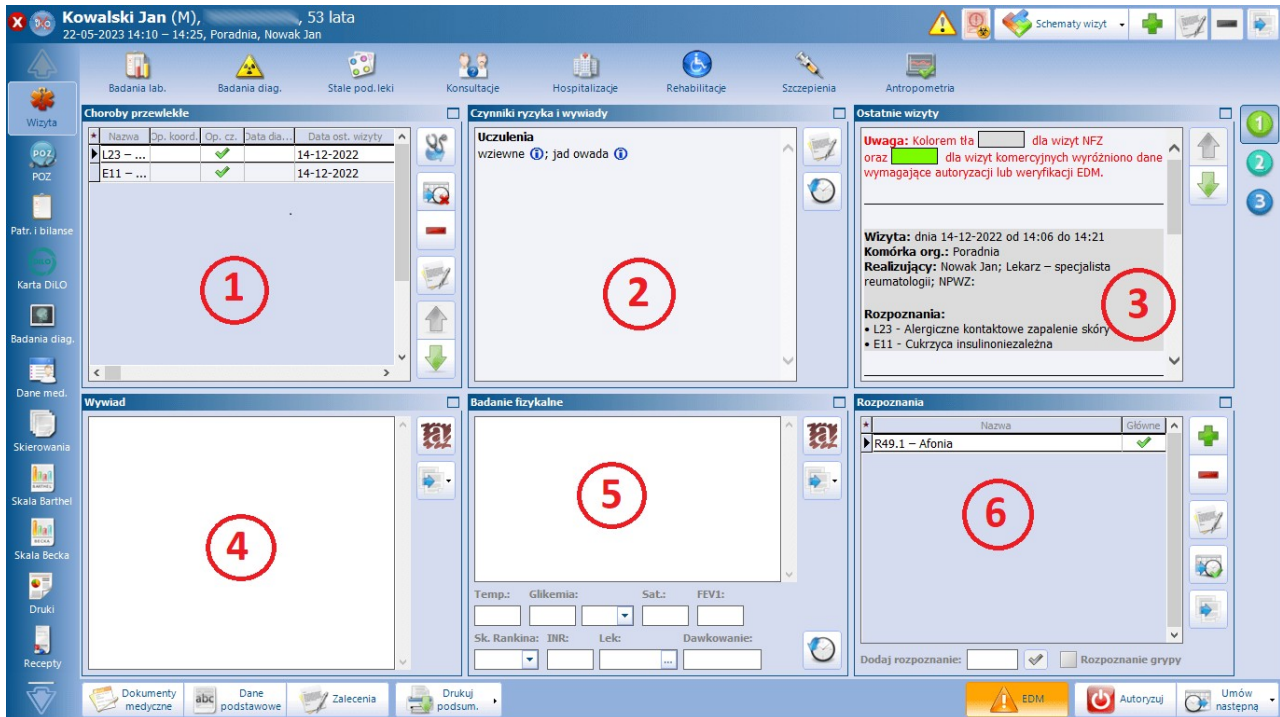 Kowalski Jan (M), , 53 lata
22-05-2023 14:10 – 14:25, Poradnia, Nowak Jan
Schematy wizyt
Badania lab.
Badania diag.
Stale pod.leki
Konsultacje
Hospitalizacje
Rehabilitacje
Szczepienia
Antropometria
Wizyta
POZ
POZ
Patr. i bilanse
Karta DiLO
Badania diag.
Dane med.
Skierowania
BARTHEL
Skala Barthel
BECKA
Skala Becka
Druki
Recepty
Choroby przewlekłe
* Nazwa Op. koord. Op. cz. Data dia... Data ost. wizyty
L23 – ... 14-12-2022
E11 – ... 14-12-2022
1
Czynniki ryzyka i wywiady
Uczulenia
wziewne i; jad owada i
2
Ostatnie wizyty
Uwaga: Kolorem tła dla wizyt NFZ
oraz dla wizyt komercyjnych wyróżniono dane
wymagające autoryzacji lub weryfikacji EDM.
Wizyta: dnia 14-12-2022 od 14:06 do 14:21
Komórka org.: Poradnia
Realizujący: Nowak Jan; Lekarz – specjalista
reumatologii; NPWZ:
Rozpoznania:
• L23 - Alergiczne kontaktowe zapalenie skóry
• E11 - Cukrzyca insulinoniezależna
3
1
2
3
Wywiad
4
Badanie fizykalne
5
Temp.: Glikemia: Sat.: FEV1:
Sk. Rankina: INR: Lek: Dawkowanie:
...
Rozpoznania
* Nazwa Główne
R49.1 – Afonia
6
Dodaj rozpoznanie: Rozpoznanie grypy
Dokumenty
medyczne
abc
Dane
podstawowe
Zalecenia
Drukuj
podsum.
EDM
Autoryzuj
Umów
następną